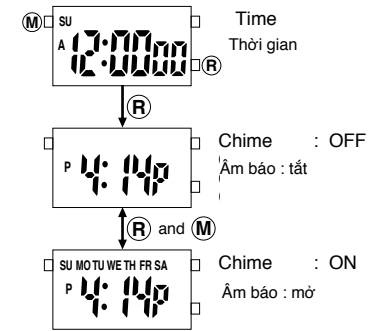 M SU Time
A 12:00 00 Thời gian
R
R
Chime : OFF
P 4:14P Âm báo : tắt
R and M
SU MO TU WE TH FR SA Chime : ON
P 4:14P Âm báo : mở